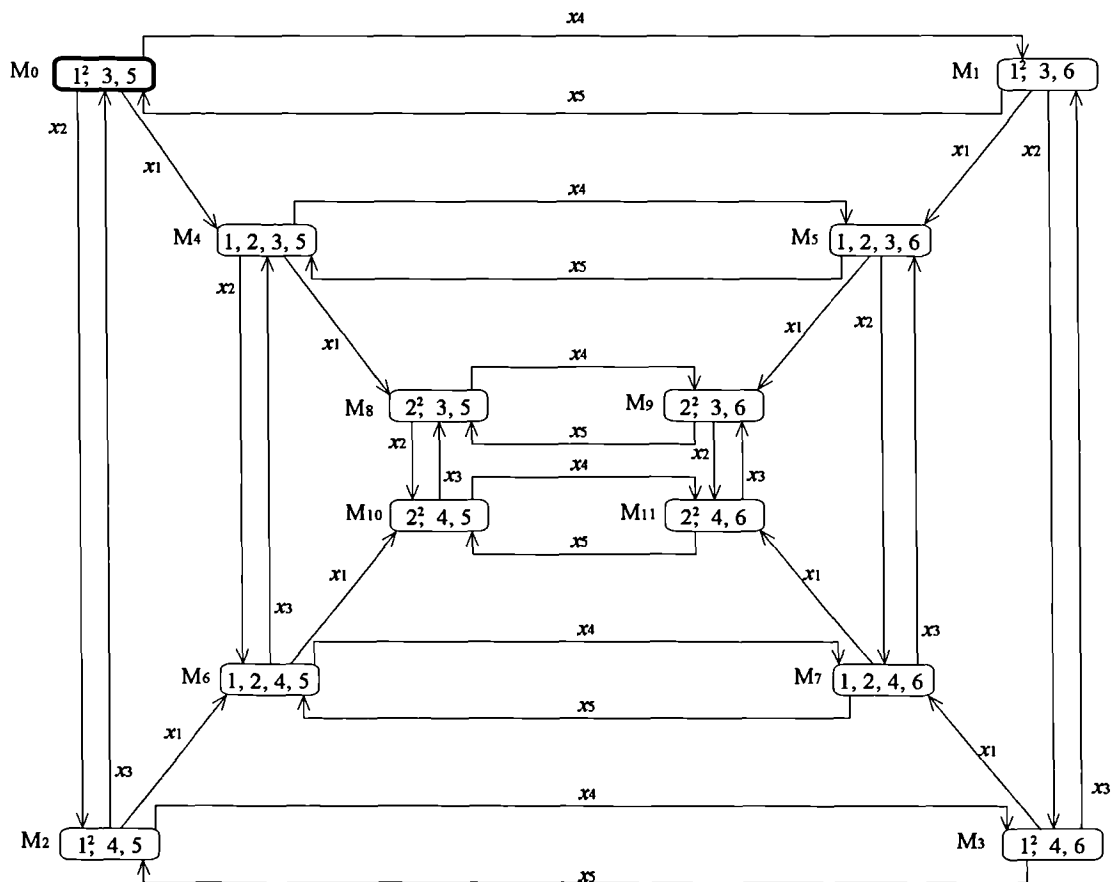 x4
M0 1², 3, 5
M1 1², 3, 6
x5
x2
x1
x1
x2
x4
M4 1, 2, 3, 5
M5 1, 2, 3, 6
x5
x2
x1
x1
x2
x4
M8 2², 3, 5
M9 2², 3, 6
x5
x2
x2
x3
x4
x3
M10 2², 4, 5
M11 2², 4, 6
x5
x1
x1
x3
x3
x4
M6 1, 2, 4, 5
M7 1, 2, 4, 6
x5
x1
x1
x3
x3
x4
M2 1², 4, 5
M3 1², 4, 6
x5